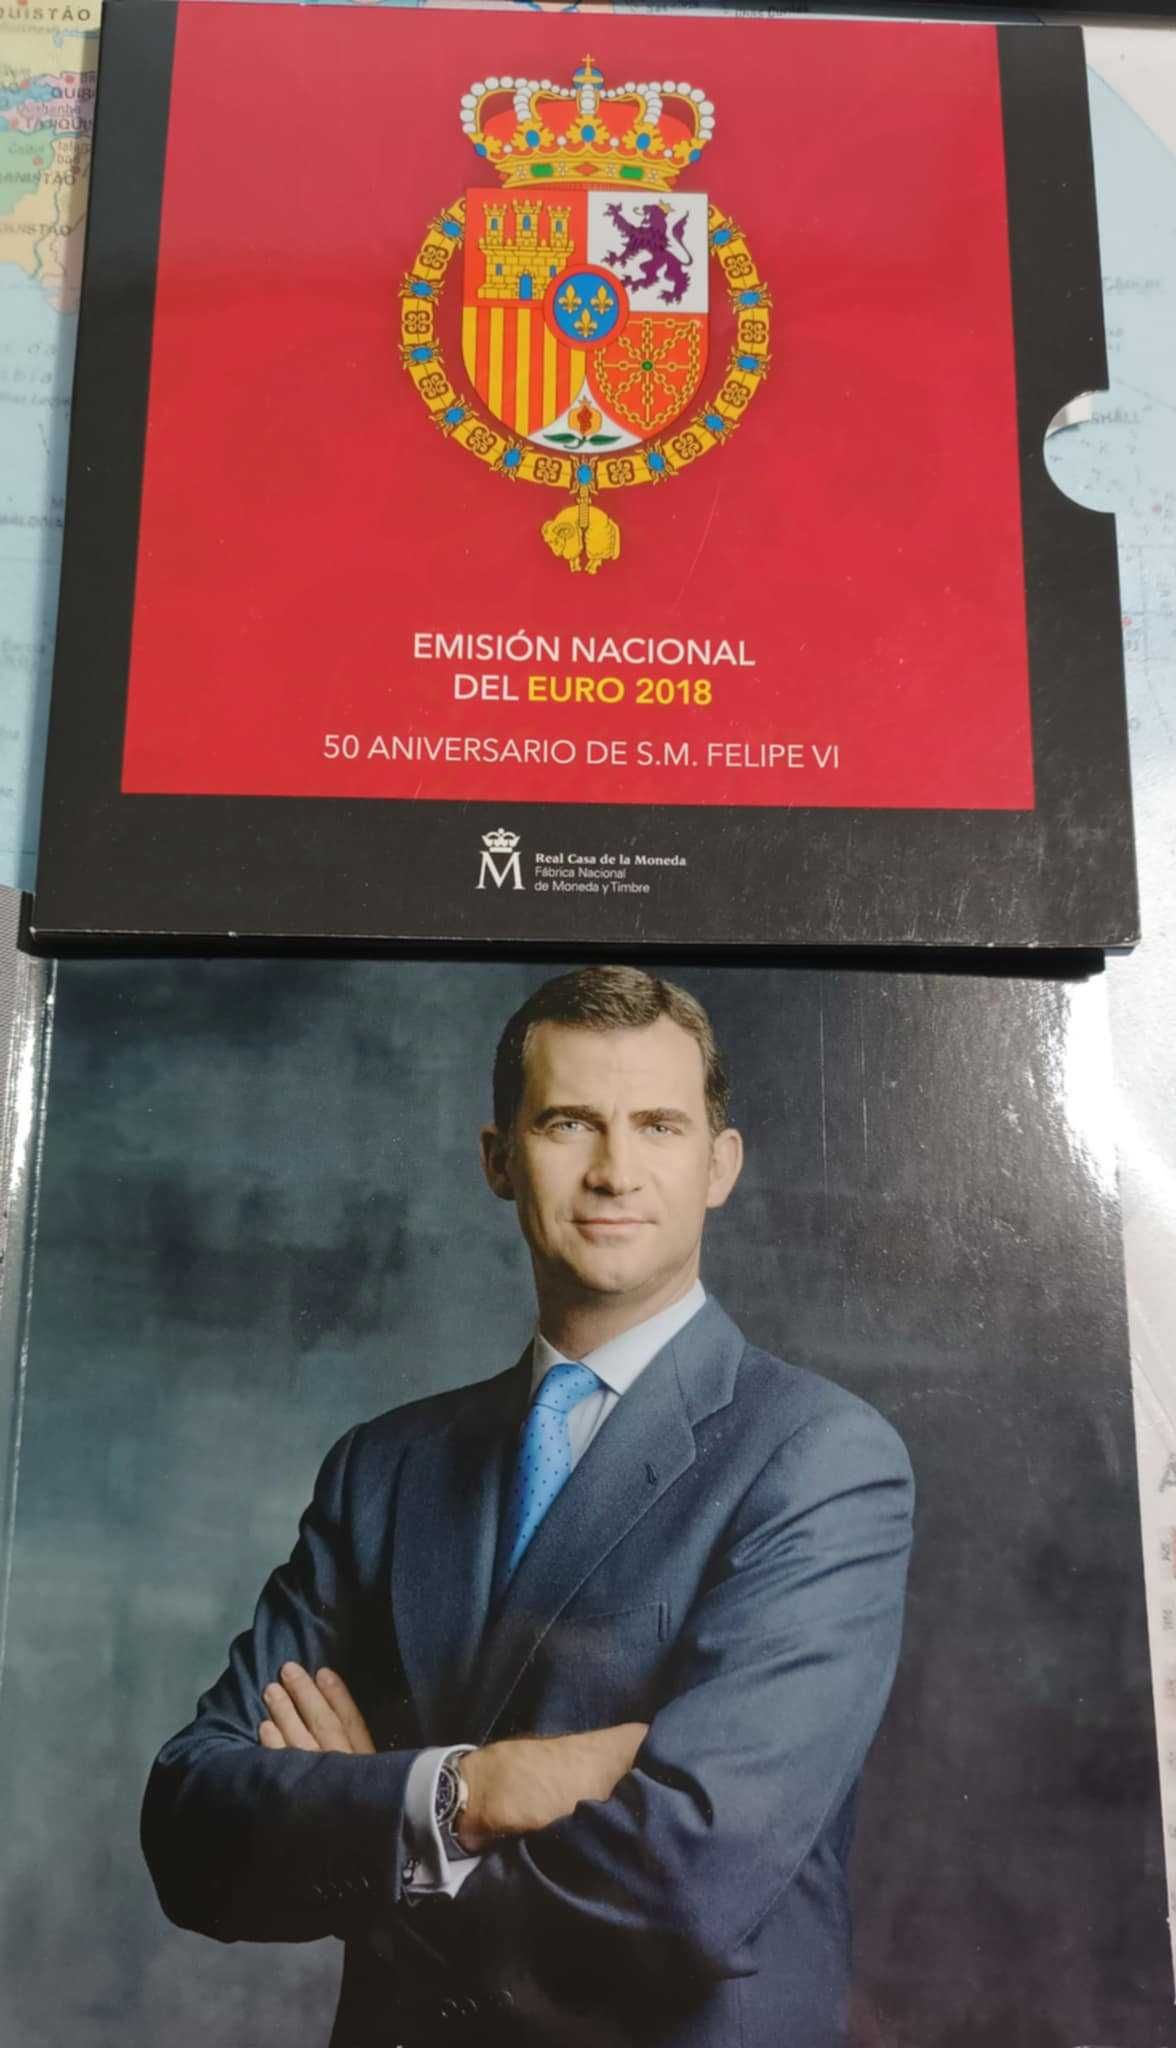 QUISTÃO
EMISIÓN NACIONAL
DEL EURO 2018
50 ANIVERSARIO DE S.M. FELIPE VI
M
Real Casa de la Moneda
Fábrica Nacional
de Moneda y Timbre